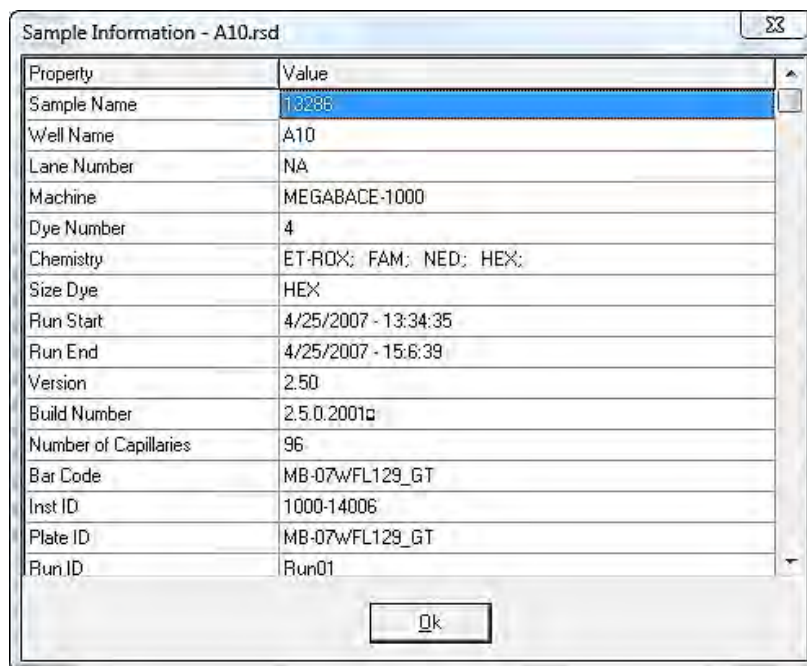 Sample Information - A10.rsd
Property Value
Sample Name 13286
Well Name A10
Lane Number NA
Machine MEGABACE-1000
Dye Number 4
Chemistry ET-ROX; FAM; NED; HEX;
Size Dye HEX
Run Start 4/25/2007 - 13:34:35
Run End 4/25/2007 - 15:6:39
Version 2.50
Build Number 2.5.0.2001¤
Number of Capillaries 96
Bar Code MB-07WFL129_GT
Inst ID 1000-14006
Plate ID MB-07WFL129_GT
Run ID Run01
Ok